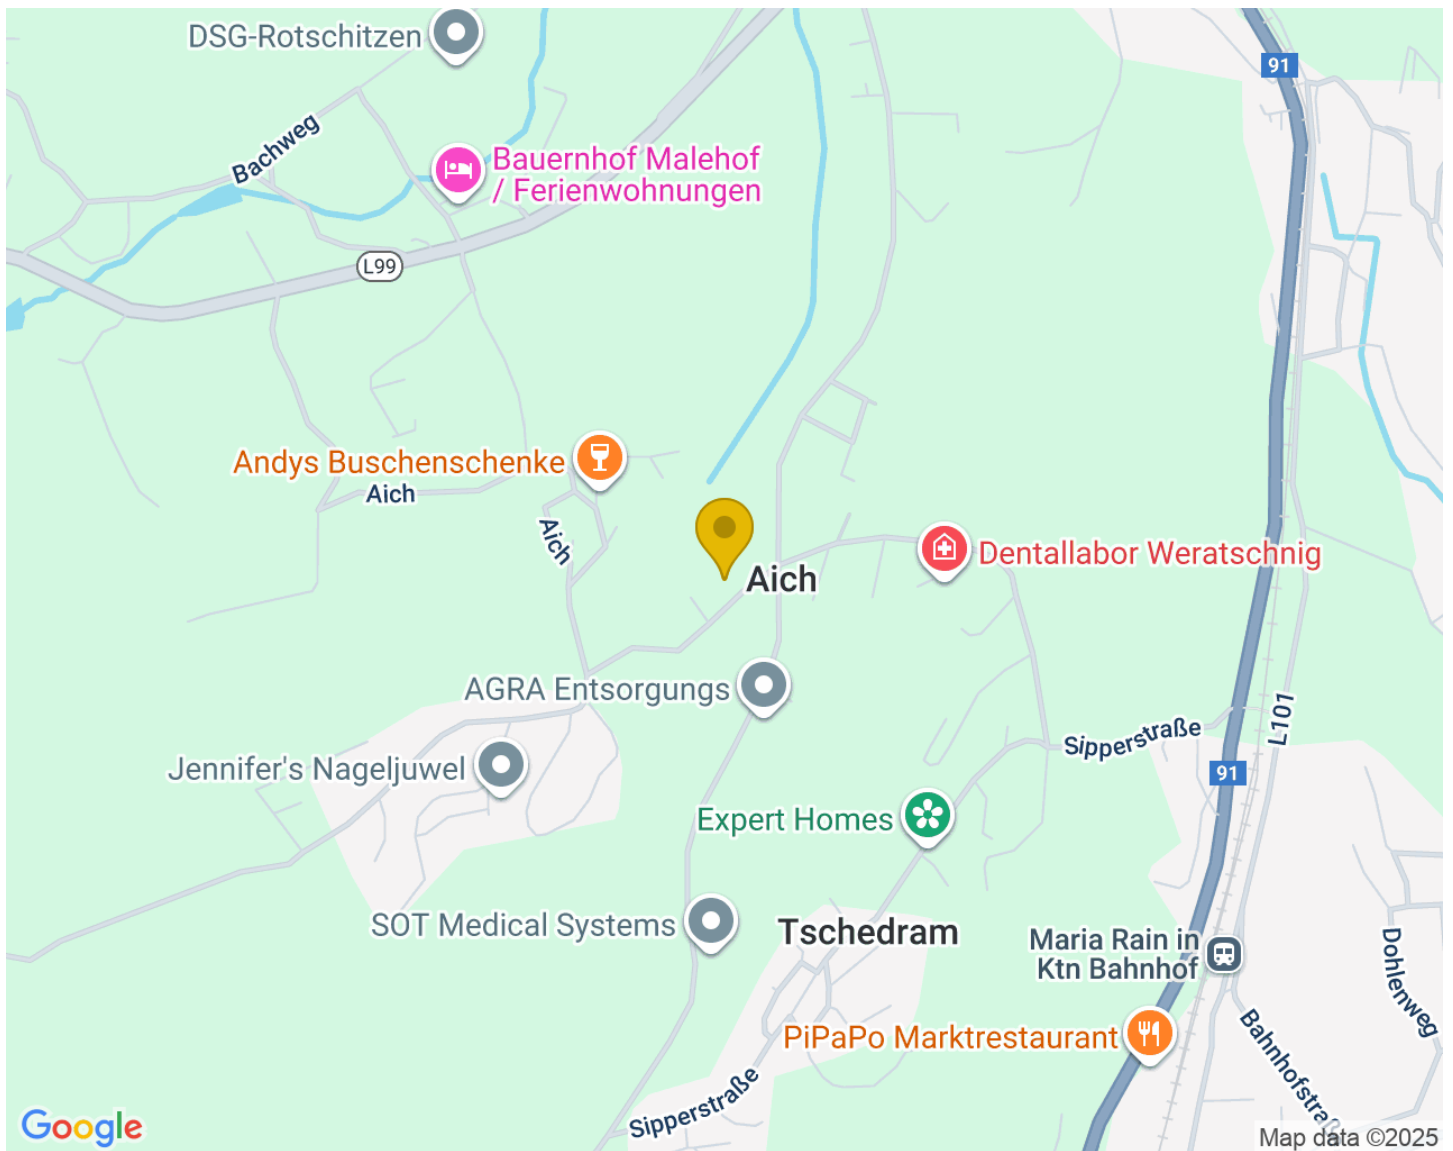 DSG-Rotschitzen
91
Bachweg
Bauernhof Malehof
/ Ferienwohnungen
L99
Andys Buschenschenke
Aich
Aich
Dentallabor Weratschnig
Aich
AGRA Entsorgungs
L101
Sipperstraße
Jennifer's Nageljuwel
91
Expert Homes
SOT Medical Systems
Tschedram
Maria Rain in
Ktn Bahnhof
Dohlenweg
PiPaPo Marktrestaurant
Bahnhofstraß
Sipperstraße
Google
Map data ©2025